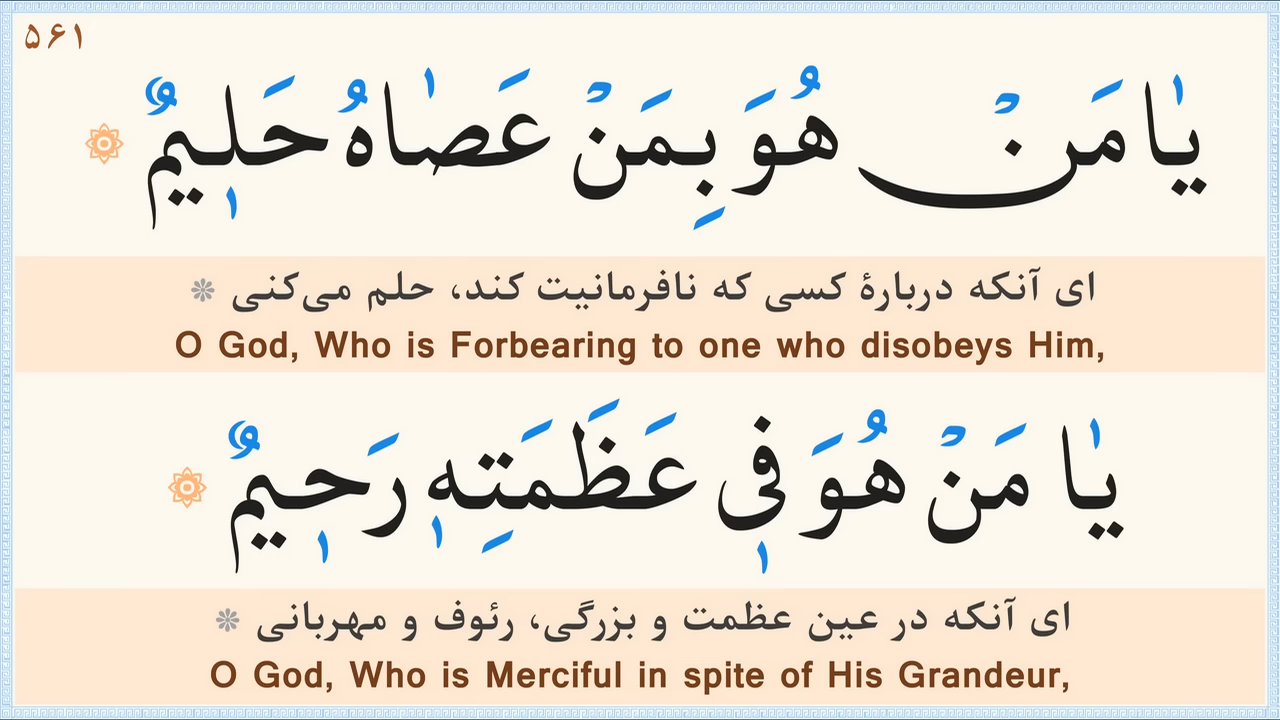 ۵۶۱
يٰا مَنْ هُوَ بِمَنْ عَصٰاهُ حَلٖيمٌ
ای آنکه دربارهٔ کسی که نافرمانیت کند، حلم می‌کنی
O God, Who is Forbearing to one who disobeys Him,
يٰا مَنْ هُوَ فٖي عَظَمَتِهٖ رَحٖيمٌ
ای آنکه در عین عظمت و بزرگی، رئوف و مهربانی
O God, Who is Merciful in spite of His Grandeur,